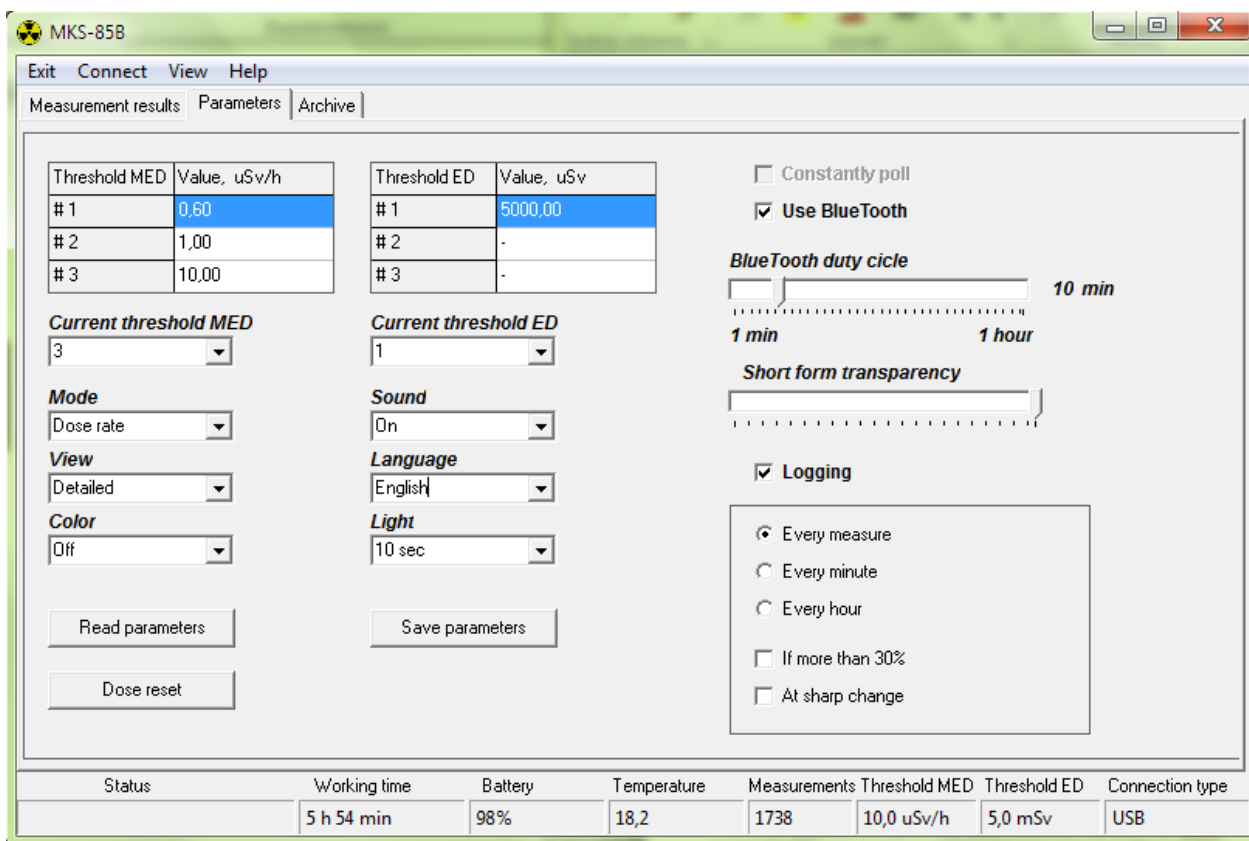 MKS-85B
Exit Connect View Help
Measurement results Parameters Archive
Threshold MED Value, uSv/h
# 1 0,60
# 2 1,00
# 3 10,00
Threshold ED Value, uSv
# 1 5000,00
# 2 -
# 3 -
Current threshold MED
3
Current threshold ED
1
Mode
Dose rate
Sound
On
View
Detailed
Language
English
Color
Off
Light
10 sec
Read parameters
Save parameters
Dose reset
Constantly poll
Use BlueTooth
BlueTooth duty cicle
10 min
1 min 1 hour
Short form transparency
Logging
Every measure
Every minute
Every hour
If more than 30%
At sharp change
Status Working time Battery Temperature Measurements Threshold MED Threshold ED Connection type
5 h 54 min 98% 18,2 1738 10,0 uSv/h 5,0 mSv USB